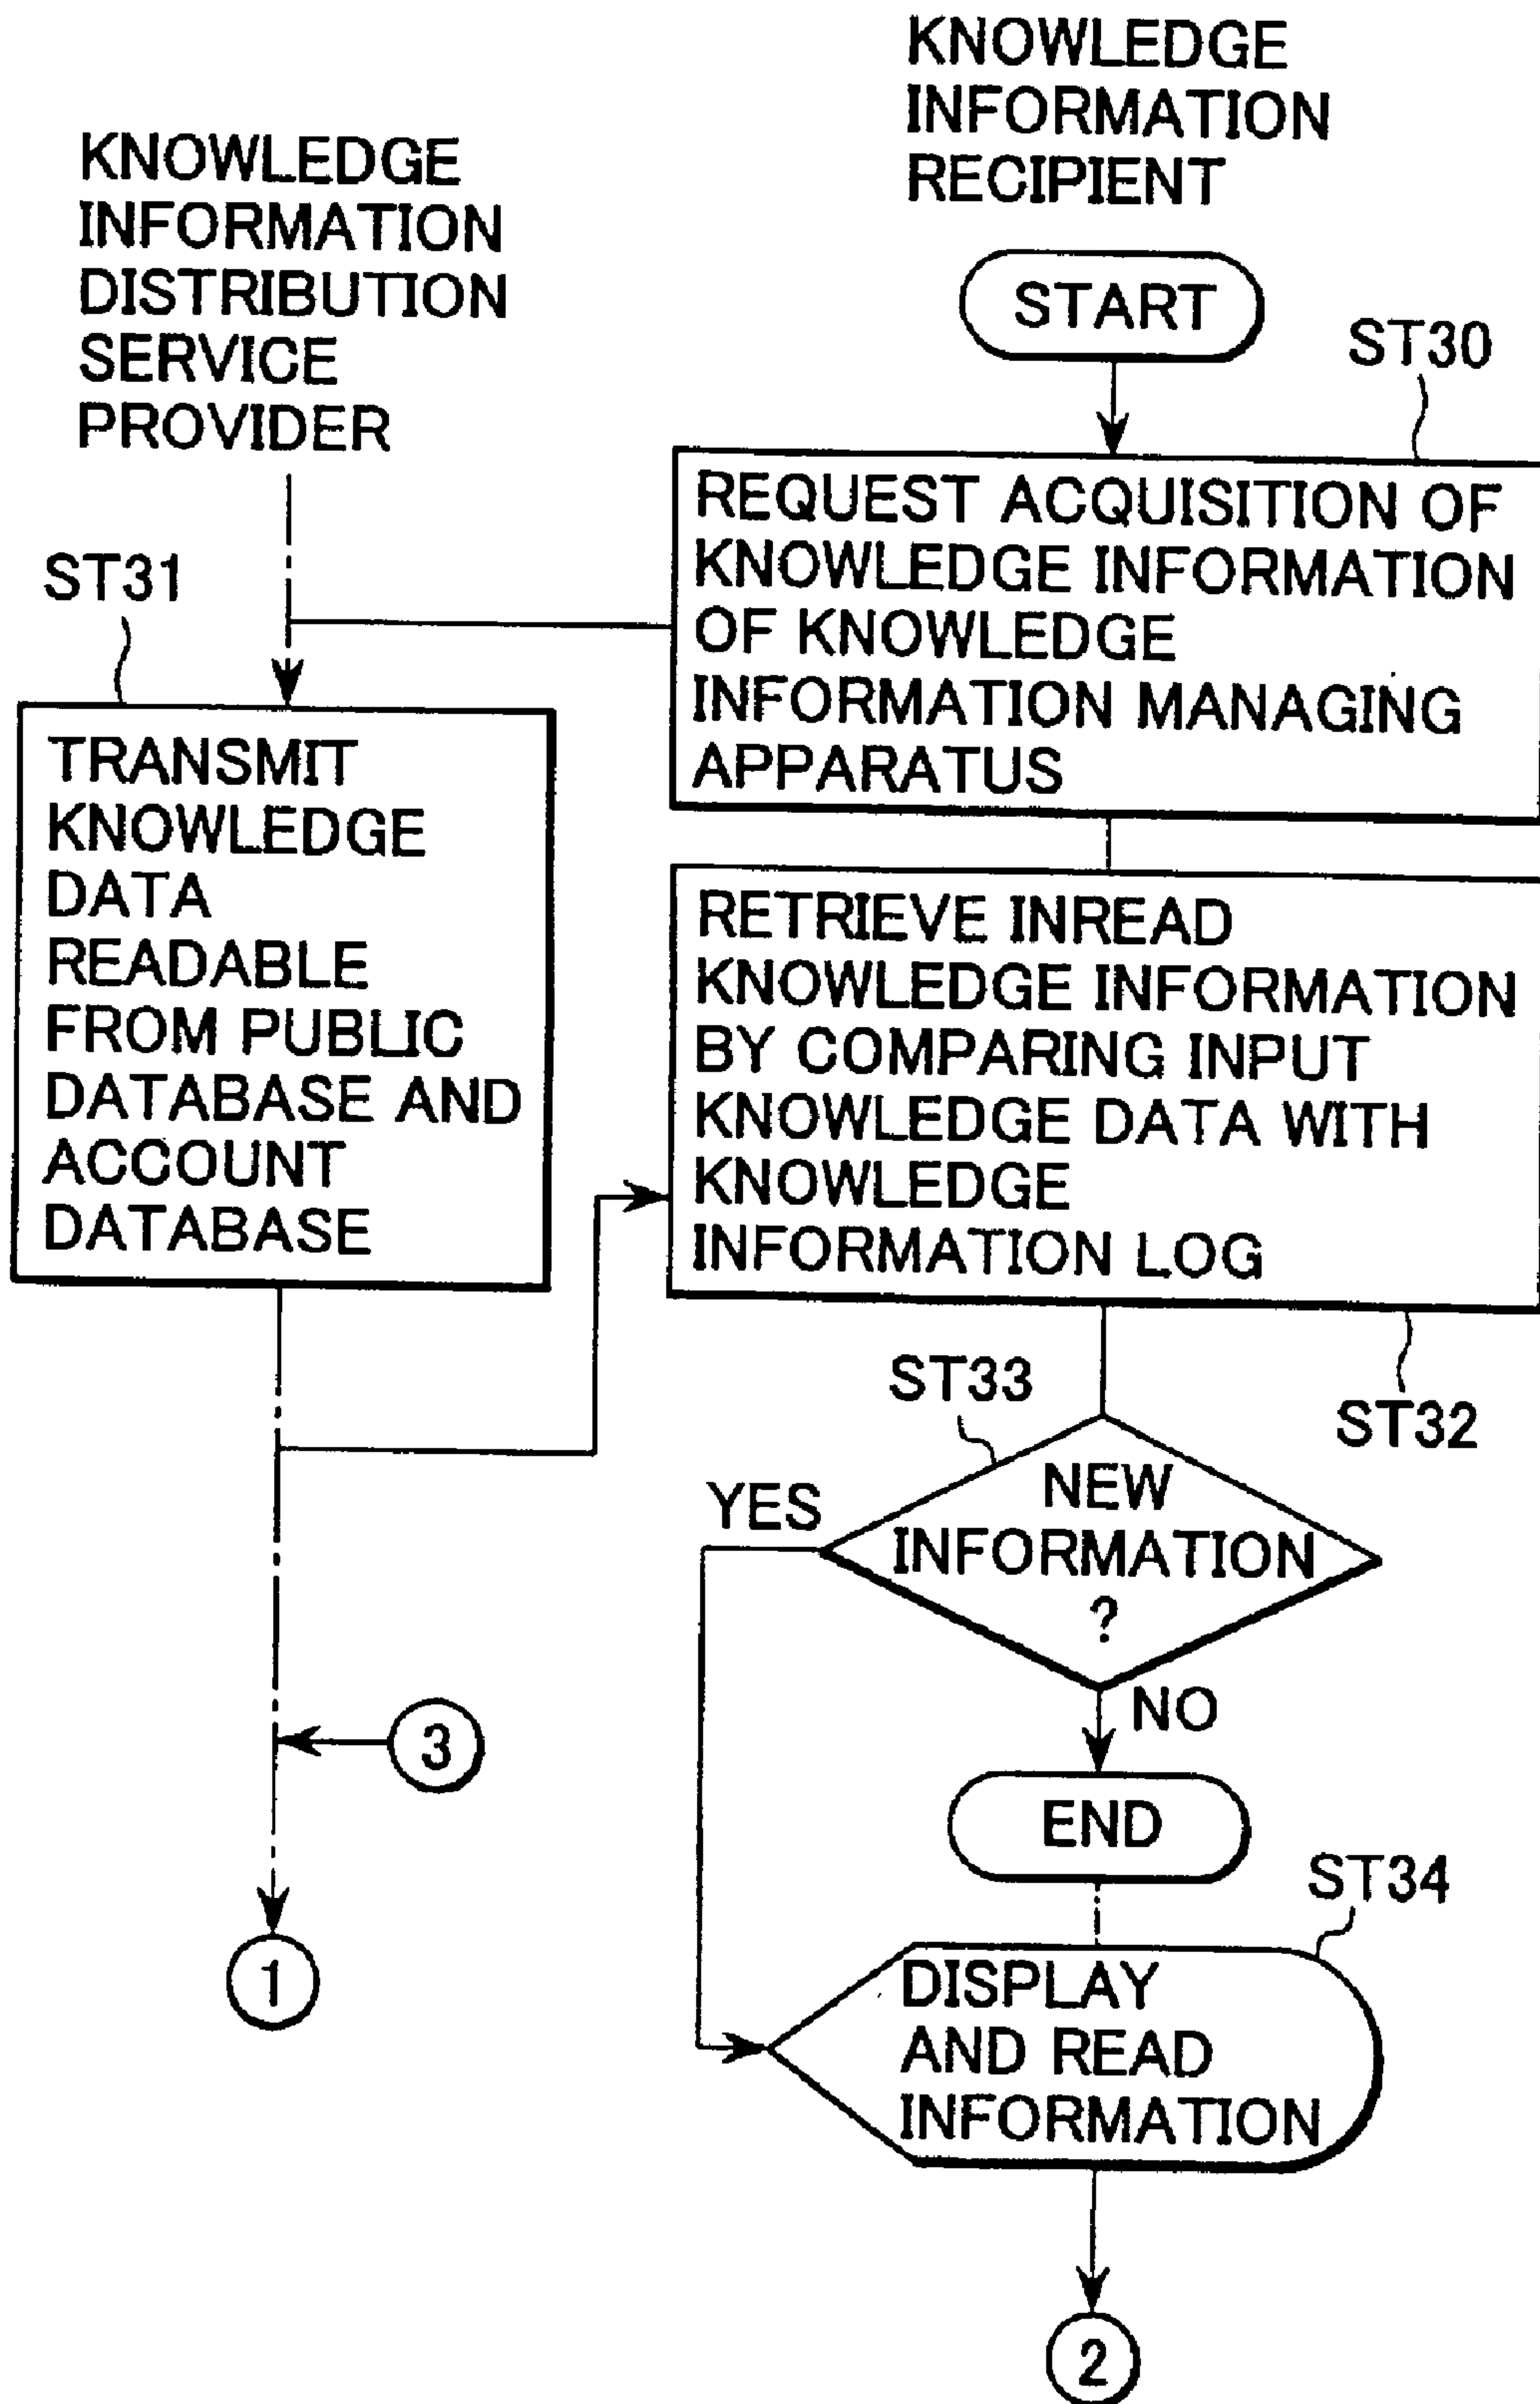 KNOWLEDGE
INFORMATION
RECIPIENT
KNOWLEDGE
INFORMATION
DISTRIBUTION
SERVICE
PROVIDER
START
ST30
REQUEST ACQUISITION OF
KNOWLEDGE INFORMATION
OF KNOWLEDGE
INFORMATION MANAGING
APPARATUS
ST31
TRANSMIT
KNOWLEDGE
DATA
READABLE
FROM PUBLIC
DATABASE AND
ACCOUNT
DATABASE
RETRIEVE INREAD
KNOWLEDGE INFORMATION
BY COMPARING INPUT
KNOWLEDGE DATA WITH
KNOWLEDGE
INFORMATION LOG
ST32
ST33
NEW
INFORMATION
?
YES
NO
3
END
ST34
1
DISPLAY
AND READ
INFORMATION
2